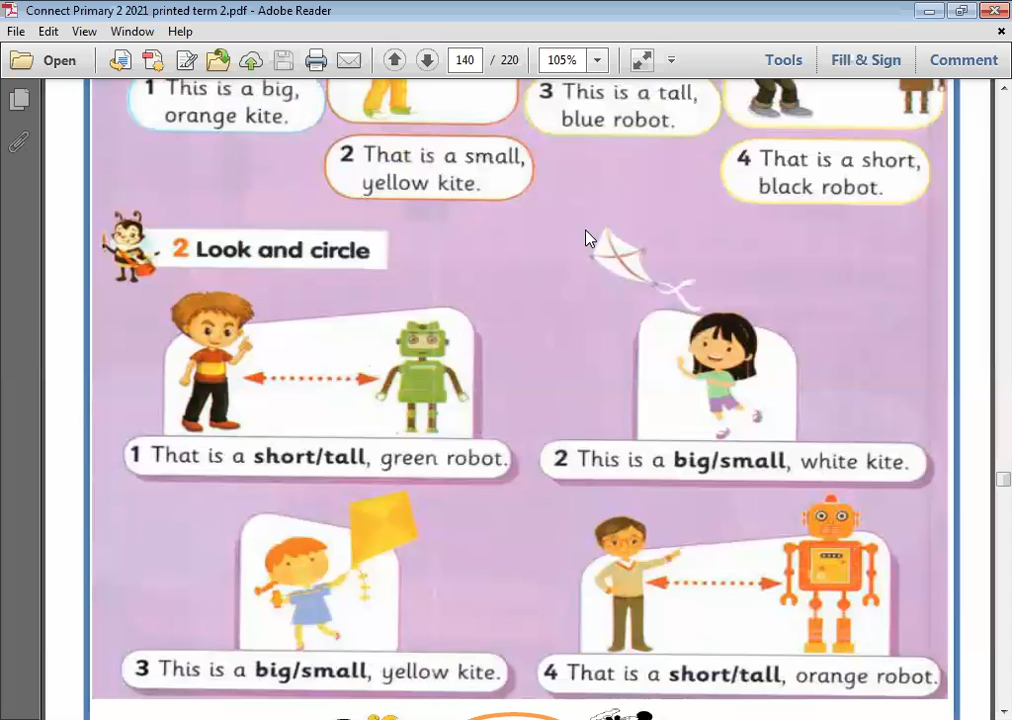 Connect Primary 2 2021 printed term 2.pdf - Adobe Reader
File Edit View Window Help
Open
140 / 220
105%
Tools
Fill & Sign
Comment
1 This is a big,
orange kite.
2 That is a small,
yellow kite.
3 This is a tall,
blue robot.
4 That is a short,
black robot.
2 Look and circle
1 That is a short/tall, green robot.
2 This is a big/small, white kite.
3 This is a big/small, yellow kite.
4 That is a short/tall, orange robot.